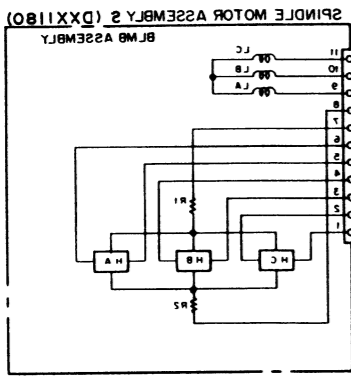 SPINDLE MOTOR ASSEMBLY S (DXX1180)
BLMB ASSEMBLY
LC
11
LB
10
LA
9
8
7
6
5
4
3
R1
2
1
HA
HB
HC
R2